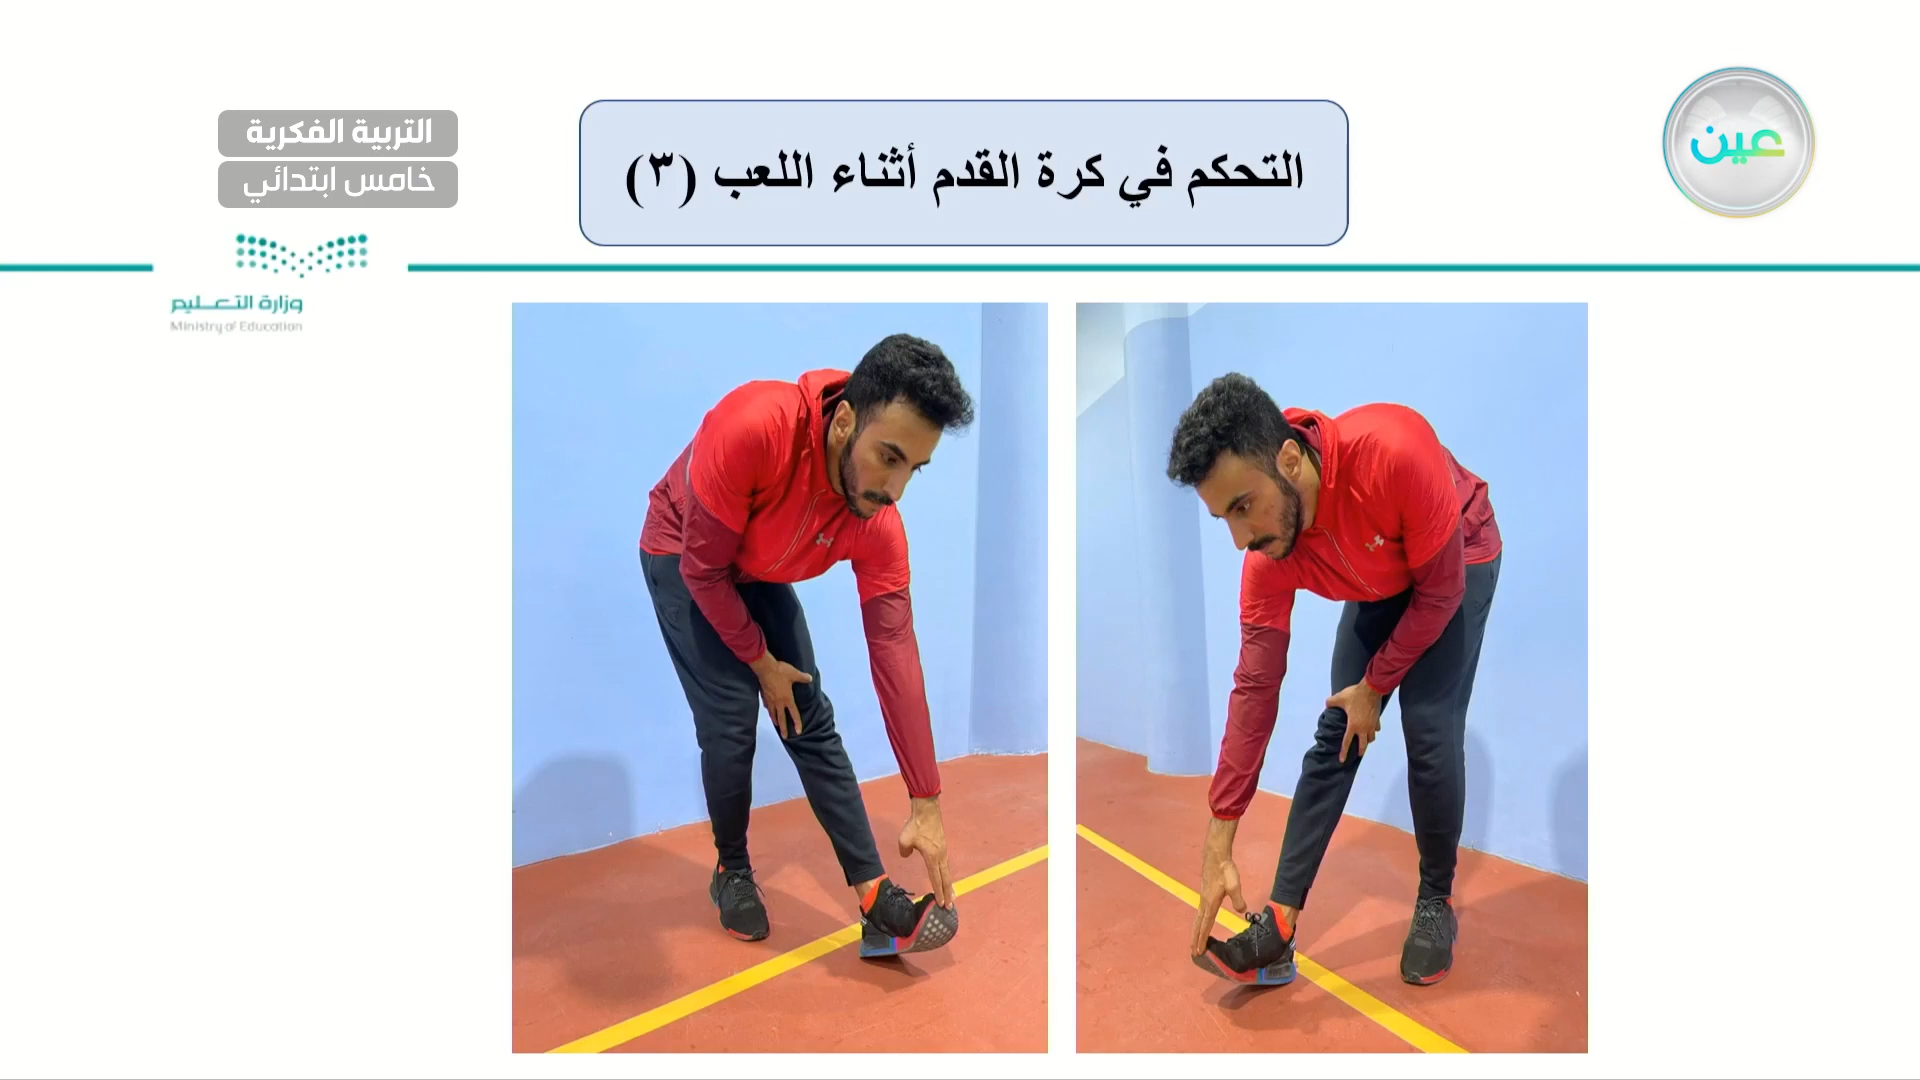 عين
التحكم في كرة القدم أثناء اللعب (٣)
التربية الفكرية
خامس ابتدائي
وزارة التعليم
Ministry of Education